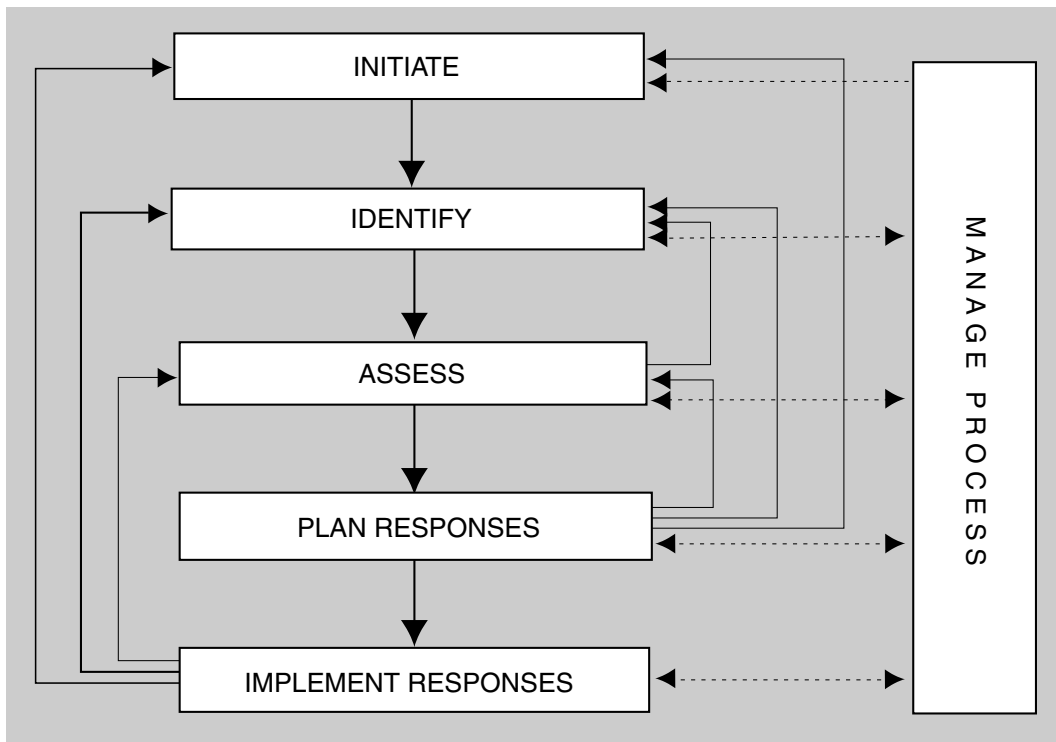 INITIATE
IDENTIFY
ASSESS
PLAN RESPONSES
IMPLEMENT RESPONSES
MANAGE PROCESS